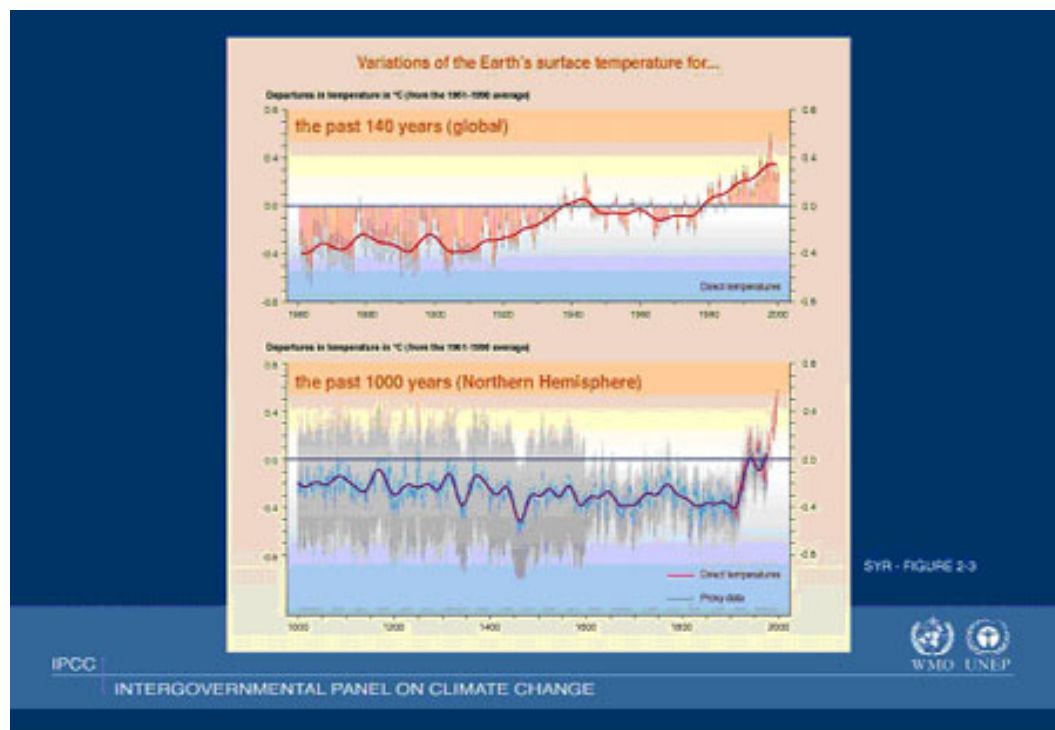 Variations of the Earth's surface temperature for...
Departures in temperature in °C (from the 1961-1990 average)
the past 140 years (global)
0.8 0.8
0.4 0.4
0.0 0.0
-0.4 -0.4
-0.8 -0.8
Direct temperatures
1860 1880 1900 1920 1940 1960 1980 2000
Departures in temperature in °C (from the 1961-1990 average)
the past 1000 years (Northern Hemisphere)
0.8 0.8
0.4 0.4
0.0 0.0
-0.4 -0.4
-0.8 -0.8
Direct temperatures
Proxy data
1000 1200 1400 1600 1800 2000
SYR - FIGURE 2-3
WMO UNEP
IPCC
INTERGOVERNMENTAL PANEL ON CLIMATE CHANGE